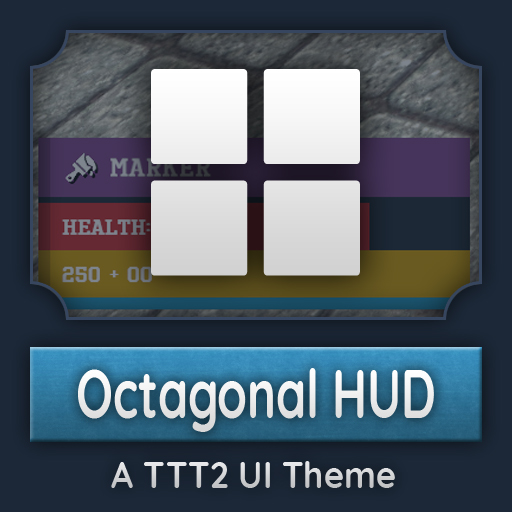 MARKER
HEALTH:
250 + 00
Octagonal HUD
A TTT2 UI Theme